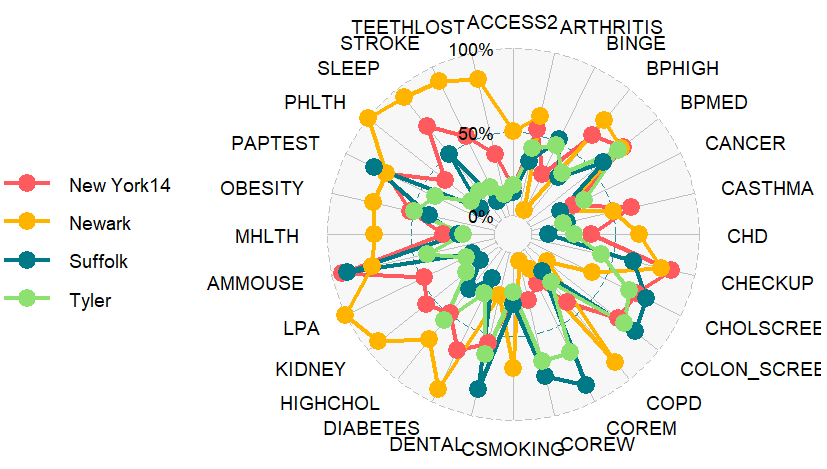 TEETHLOST
ACCESS2
ARTHRITIS
STROKE
BINGE
SLEEP
100%
BPHIGH
PHLTH
BPMED
PAPTEST
50%
CANCER
New York14
OBESITY
CASTHMA
Newark
0%
MHLTH
CHD
Suffolk
AMMOUSE
CHECKUP
Tyler
LPA
CHOLSCREE
KIDNEY
COLON_SCREE
HIGHCHOL
COPD
DIABETES
COREM
DENTAL
CSMOKING
COREW